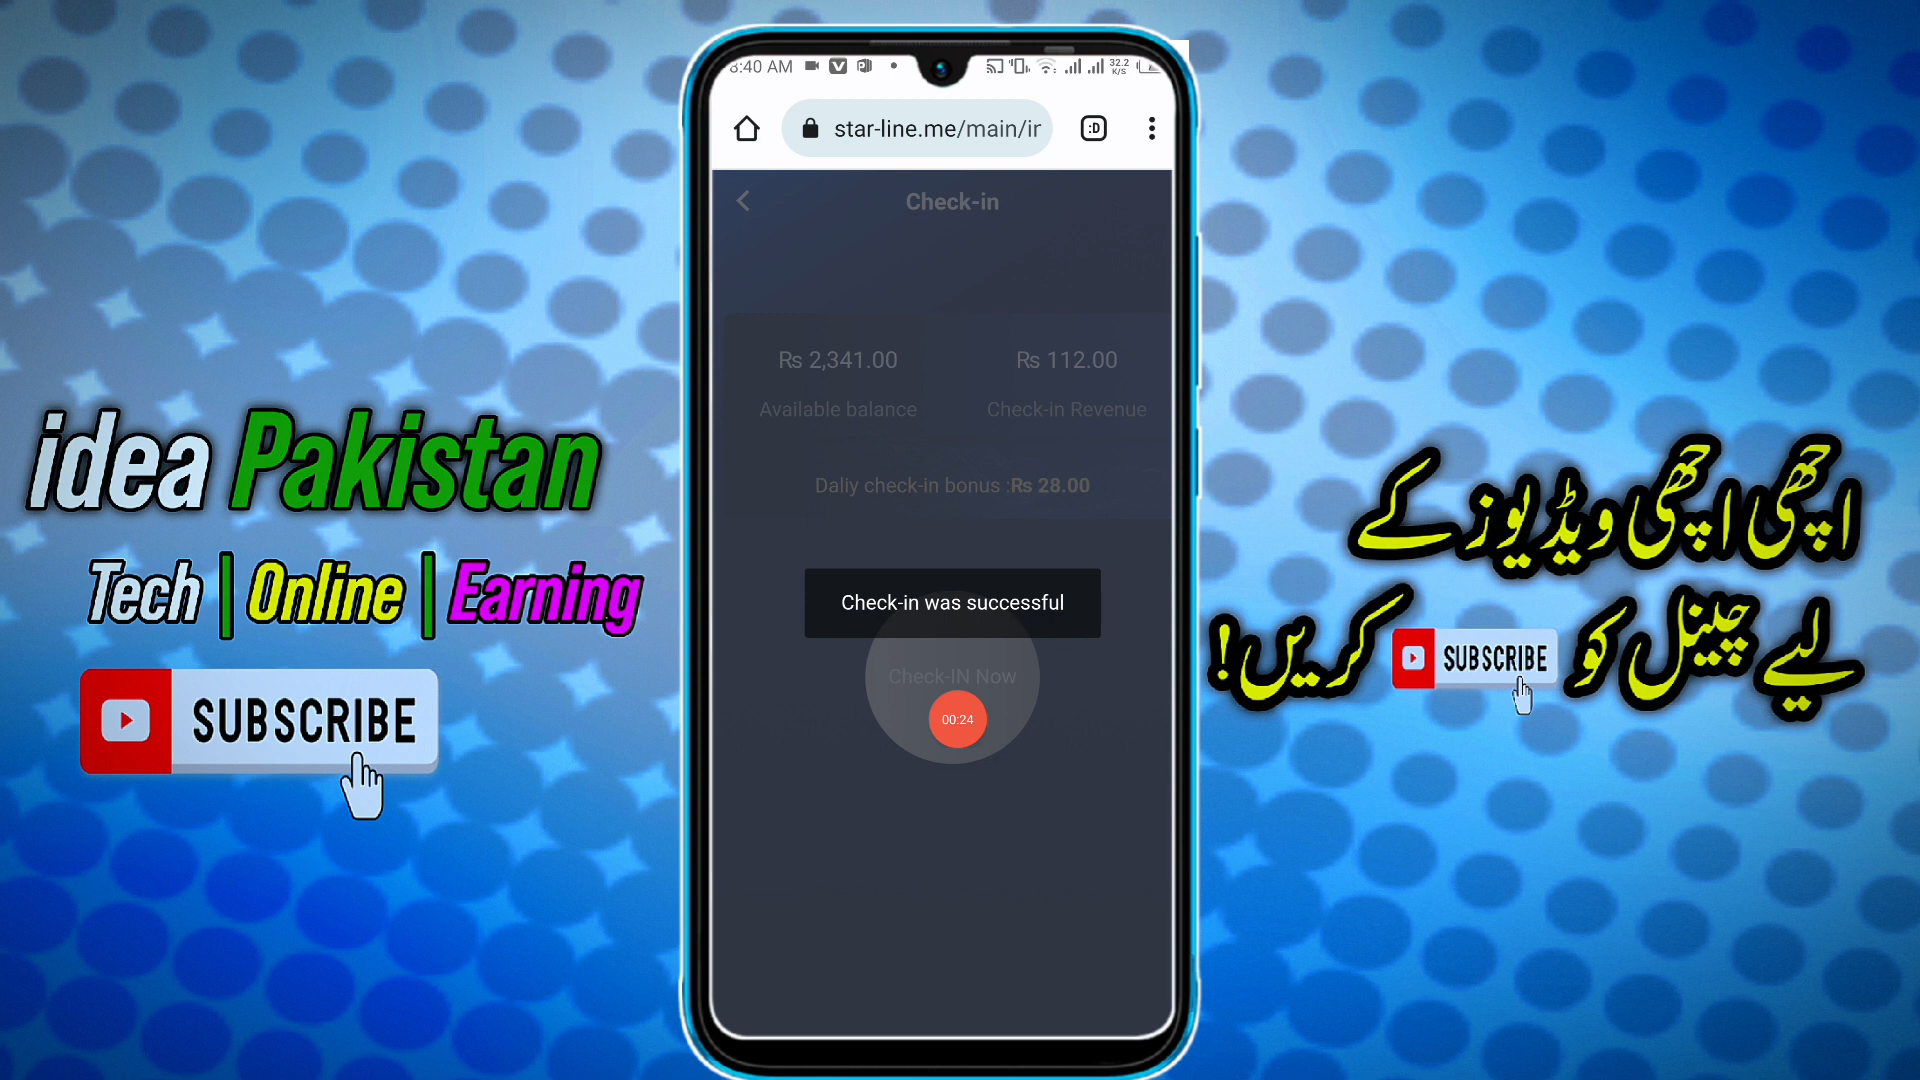 idea Pakistan
Tech | Online | Earning
SUBSCRIBE
8:40 AM
32.2
K/S
star-line.me/main/ir
:D
Check-in
₨ 2,341.00
₨ 112.00
Available balance
Check-in Revenue
Daliy check-in bonus :₨ 28.00
Check-in was successful
Check-IN Now
00:24
اچھی اچھی ویڈیوز کے
لیے چینل کو SUBSCRIBE کریں!